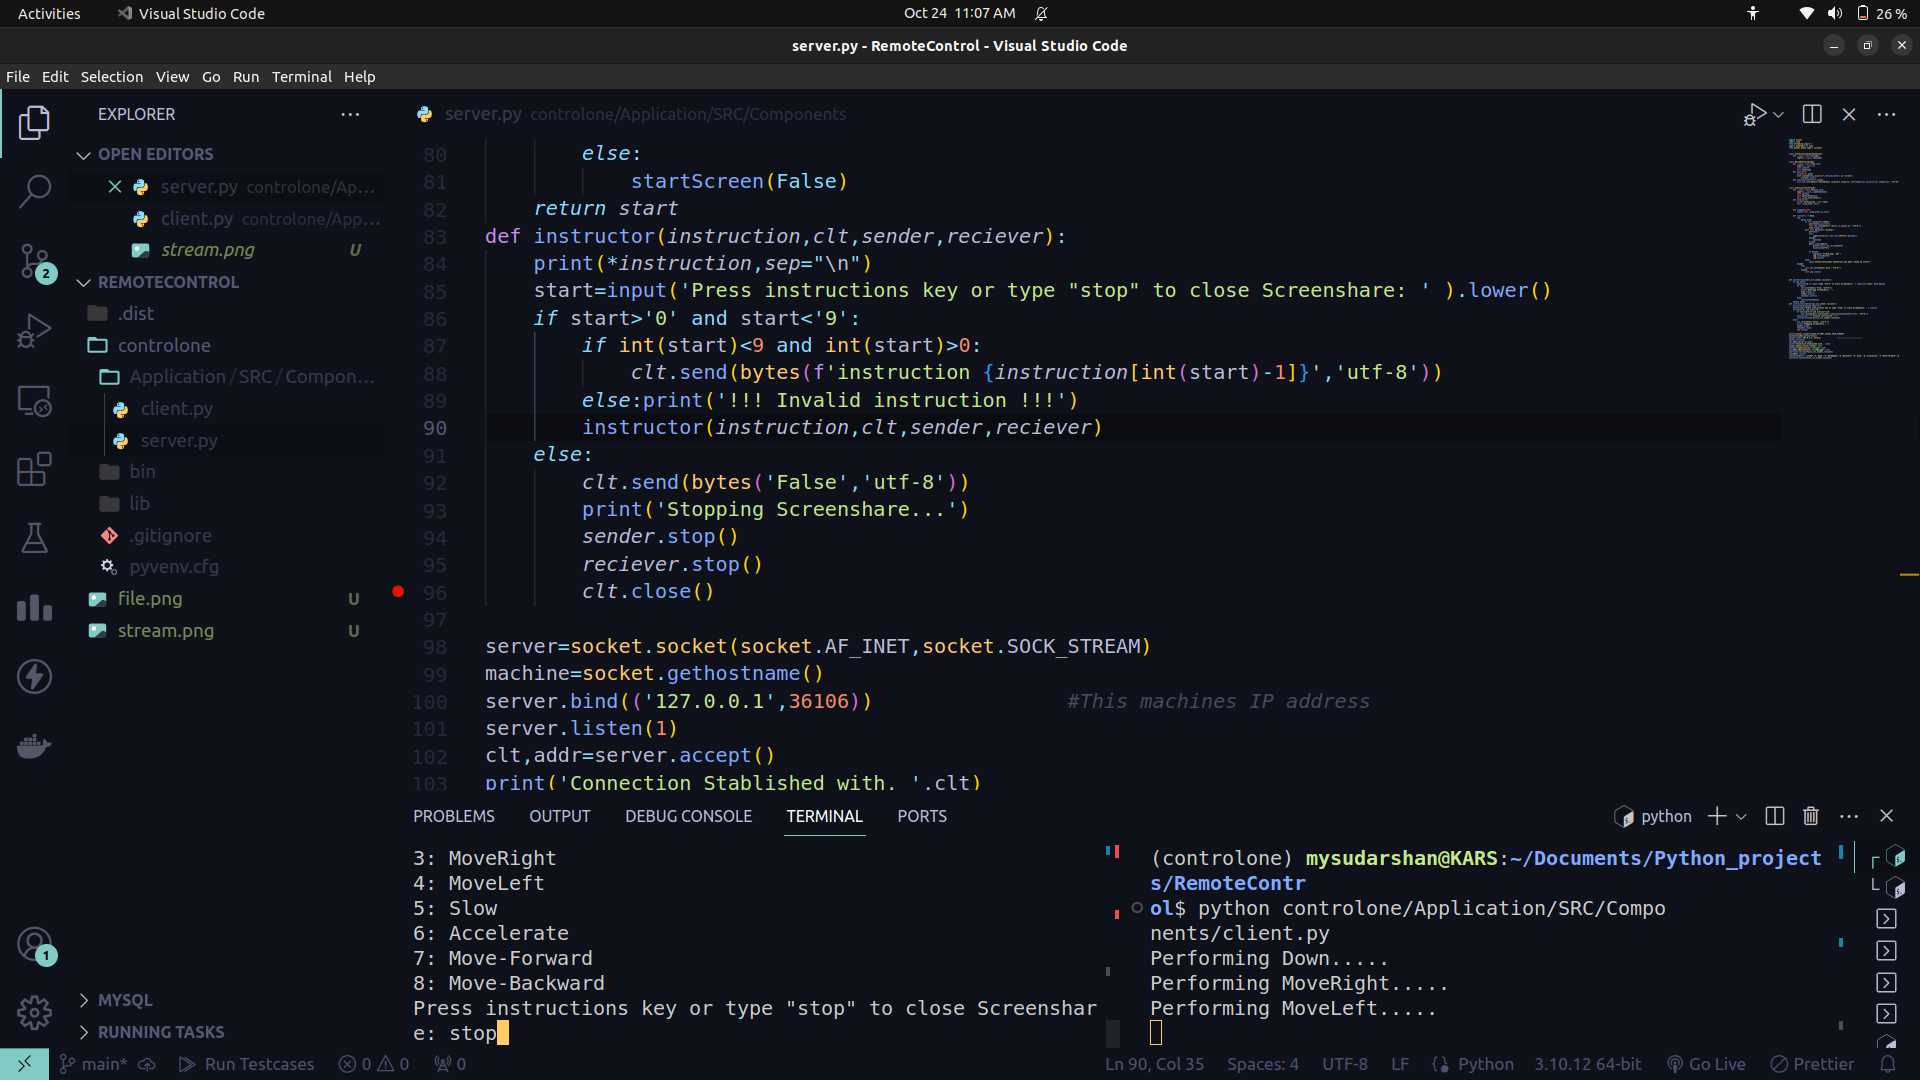 Activities
Visual Studio Code
Oct 24 11:07 AM
26 %
server.py - RemoteControl - Visual Studio Code
File Edit Selection View Go Run Terminal Help
EXPLORER
OPEN EDITORS
server.py controlone/Ap...
client.py controlone/App...
stream.png U
REMOTECONTROL
.dist
controlone
Application / SRC / Compon...
client.py
server.py
bin
lib
.gitignore
pyvenv.cfg
file.png U
stream.png U
MYSQL
RUNNING TASKS
2
1
server.py controlone/Application/SRC/Components
80 else:
81 startScreen(False)
82 return start
83 def instructor(instruction,clt,sender,reciever):
84 print(*instruction,sep="\n")
85 start=input('Press instructions key or type "stop" to close Screenshare: ' ).lower()
86 if start>'0' and start<'9':
87 if int(start)<9 and int(start)>0:
88 clt.send(bytes(f'instruction {instruction[int(start)-1]}','utf-8'))
89 else:print('!!! Invalid instruction !!!')
90 instructor(instruction,clt,sender,reciever)
91 else:
92 clt.send(bytes('False','utf-8'))
93 print('Stopping Screenshare...')
94 sender.stop()
95 reciever.stop()
96 clt.close()
97
98 server=socket.socket(socket.AF_INET,socket.SOCK_STREAM)
99 machine=socket.gethostname()
100 server.bind(('127.0.0.1',36106)) #This machines IP address
101 server.listen(1)
102 clt,addr=server.accept()
103 print('Connection Stablished with. '.clt)
PROBLEMS OUTPUT DEBUG CONSOLE TERMINAL PORTS
python
3: MoveRight
4: MoveLeft
5: Slow
6: Accelerate
7: Move-Forward
8: Move-Backward
Press instructions key or type "stop" to close Screenshar
e: stop
(controlone) mysudarshan@KARS:~/Documents/Python_project
s/RemoteContr
ol$ python controlone/Application/SRC/Compo
nents/client.py
Performing Down.....
Performing MoveRight.....
Performing MoveLeft.....
main* Run Testcases 0 0 0
Ln 90, Col 35 Spaces: 4 UTF-8 LF Python 3.10.12 64-bit Go Live Prettier